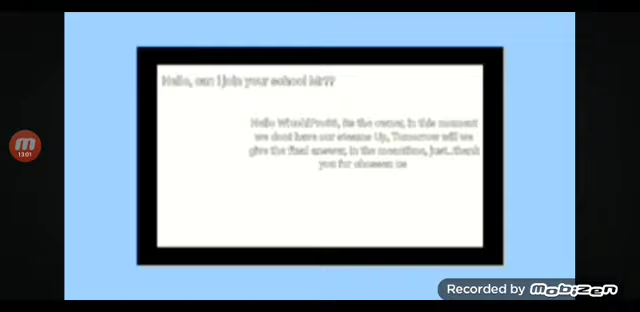 Hello, can i join your school Mr??
Hello, its the owner, in this moment
we dont have our steams Up, Tomorrow will we
give the final answer, in the meantime, just..thank
you for choosen us
13:01
Recorded by Mobizen